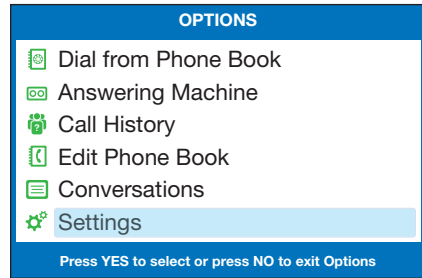 OPTIONS
Dial from Phone Book
Answering Machine
Call History
Edit Phone Book
Conversations
Settings
Press YES to select or press NO to exit Options